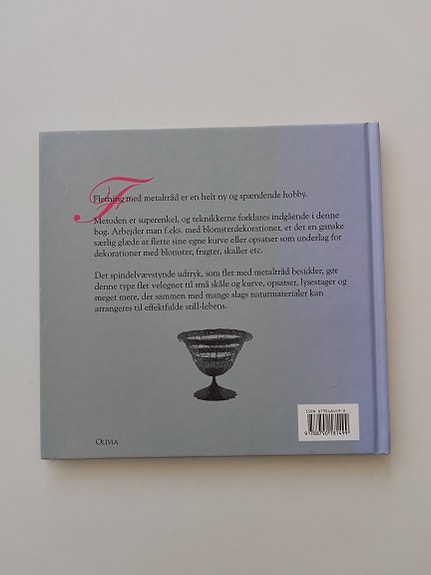 Fletning med metaltråd er en helt ny og spændende hobby.
Metoden er superenkel, og teknikkerne forklares indgående i denne
bog. Arbejder man f.eks. med blomsterdekorationer, er det en ganske
særlig glæde at flette sine egne kurve eller opsatser som underlag for
dekorationer med blomster, frugter, skaller etc.
Det spindelvævstynde udtryk, som flet med metaltråd besidder, gør
denne type flet velegnet til små skåle og kurve, opsatser, lysestager og
meget mere, der sammen med mange slags naturmaterialer kan
arrangeres til effektfulde still-lebens.
OLIVIA